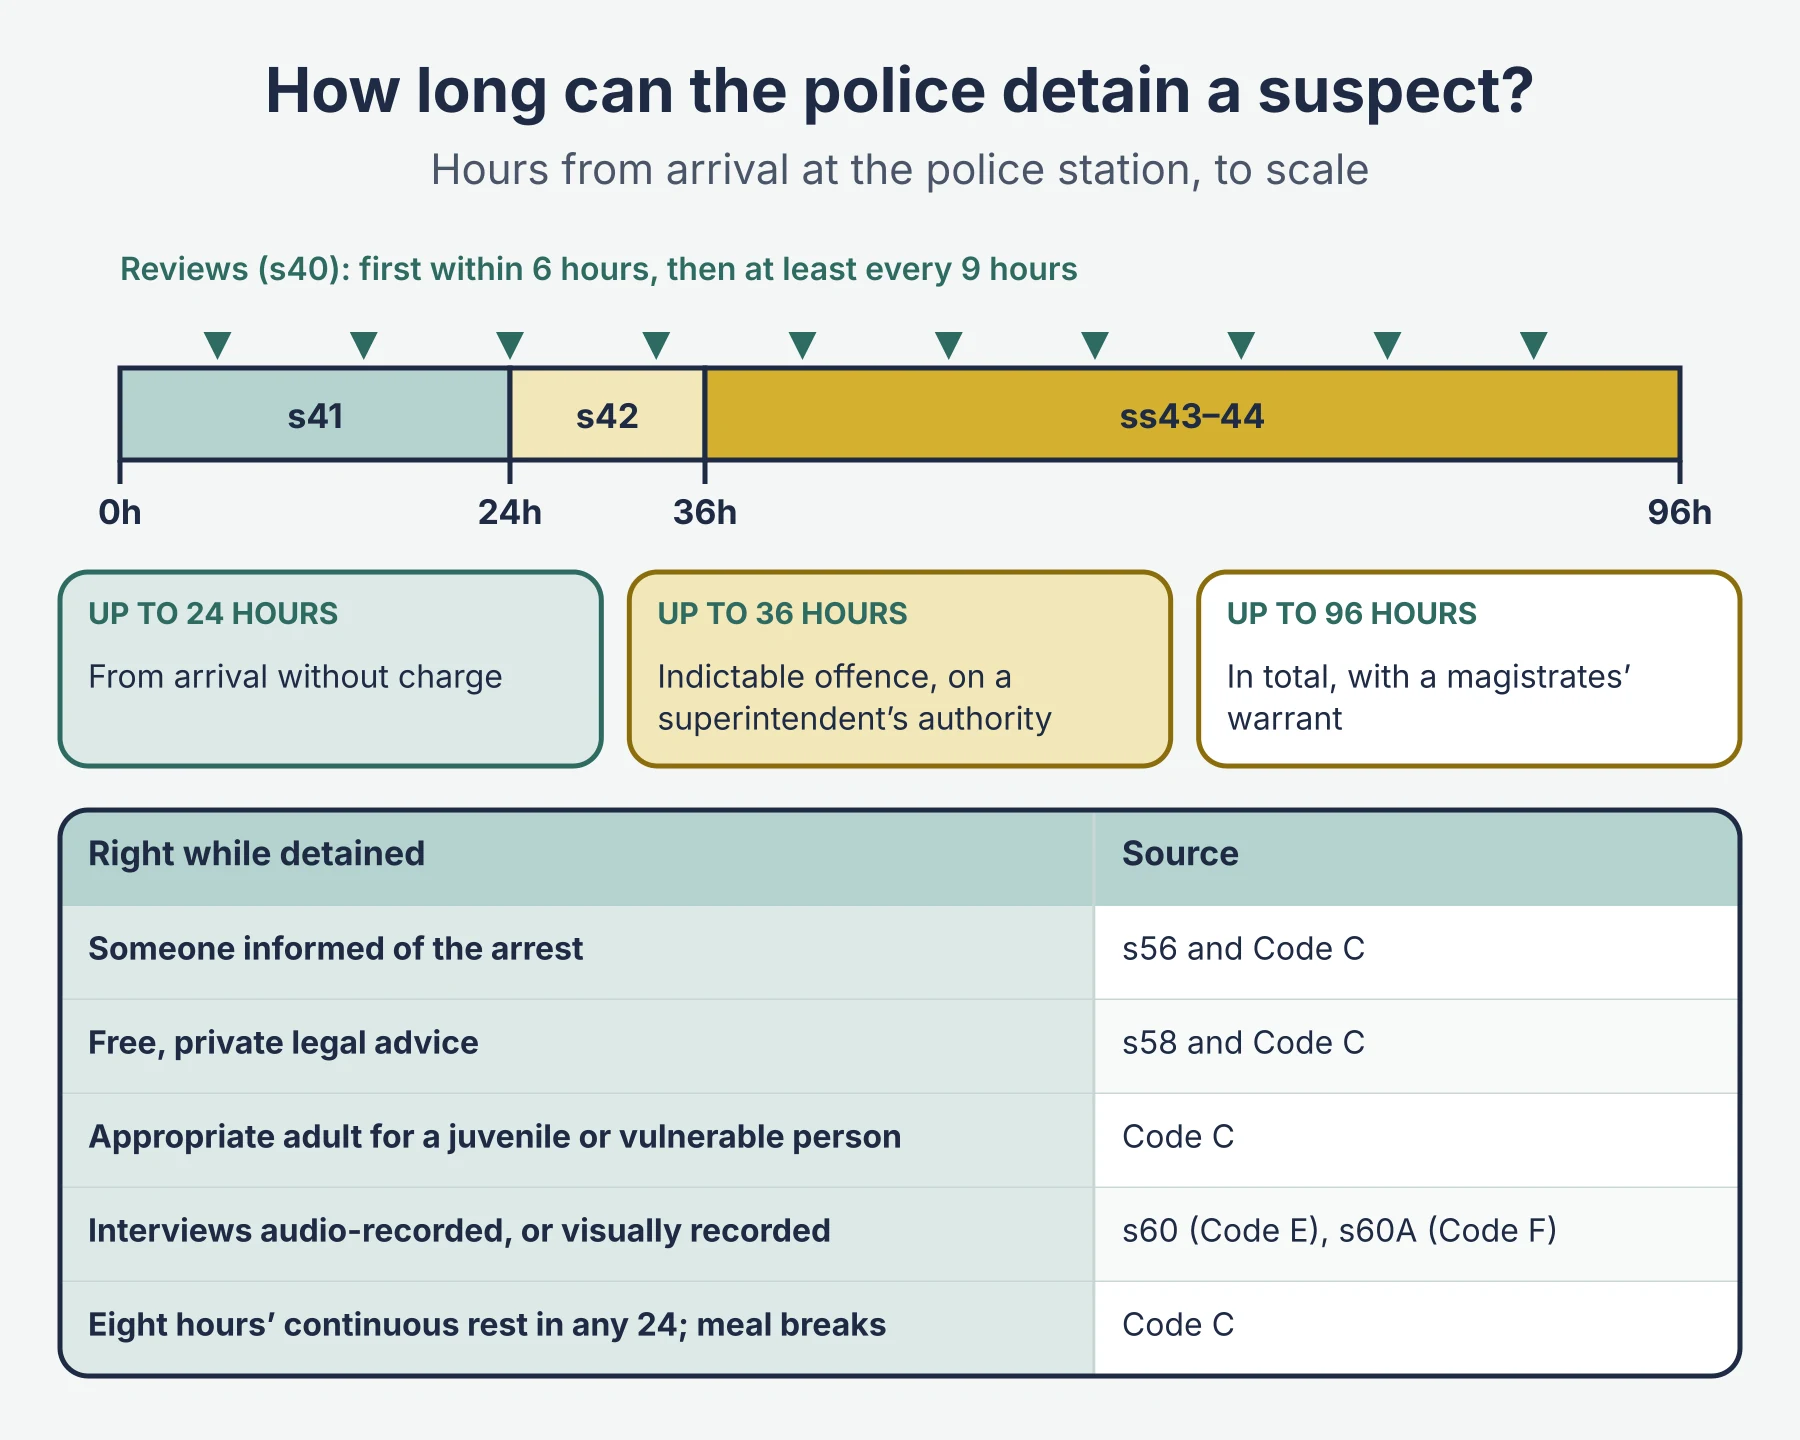 How long can the police detain a suspect?
Hours from arrival at the police station, to scale
Reviews (s40): first within 6 hours, then at least every 9 hours
s41
s42
ss43–44
0h
24h
36h
96h
UP TO 24 HOURS
From arrival without charge
UP TO 36 HOURS
Indictable offence, on a
superintendent’s authority
UP TO 96 HOURS
In total, with a magistrates’
warrant
Right while detained
Source
Someone informed of the arrest
s56 and Code C
Free, private legal advice
s58 and Code C
Appropriate adult for a juvenile or vulnerable person
Code C
Interviews audio-recorded, or visually recorded
s60 (Code E), s60A (Code F)
Eight hours’ continuous rest in any 24; meal breaks
Code C